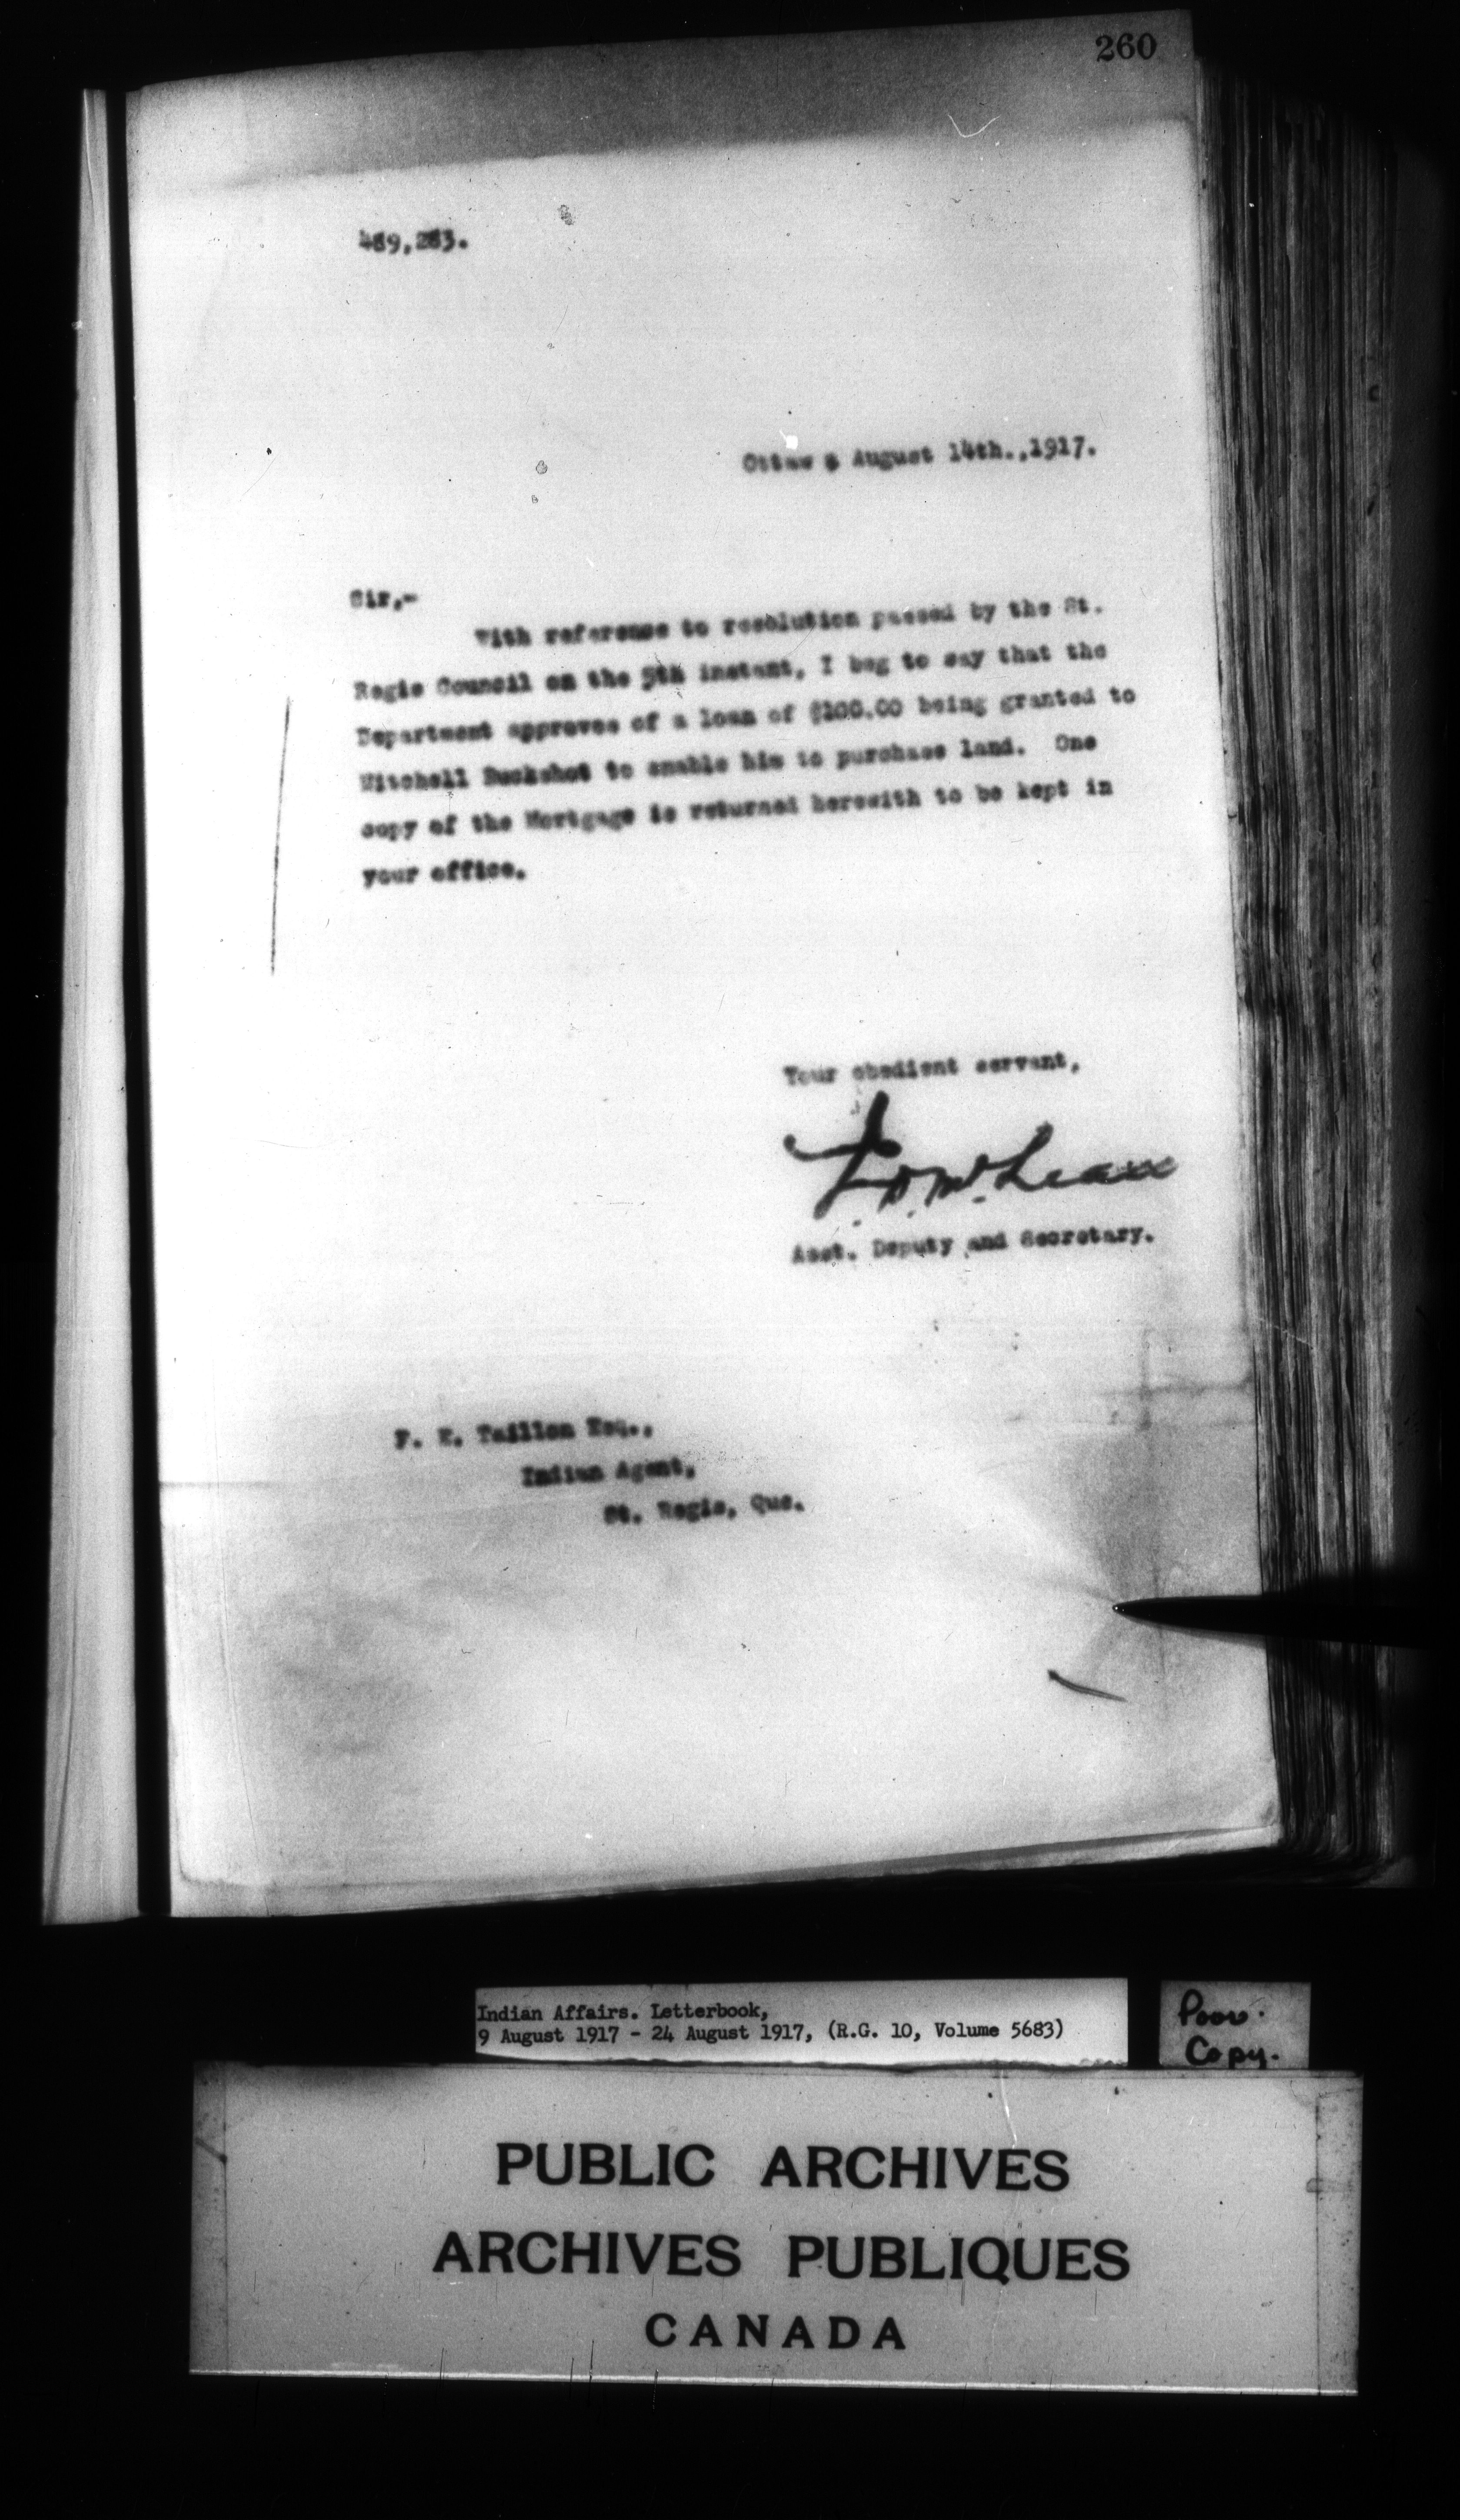 260
489,283.
Ottawa August 14th.,1917.
Sir,-
With reference to resolution passed by the St.
Regis Council on the 5th instant, I beg to say that the
Department approves of a loan of $100.00 being granted to
Mitchell Buckshot to enable him to purchase land. One
copy of the Mortgage is returned herewith to be kept in
your office.
Your obedient servant,
J. D. McLean
Asst. Deputy and Secretary.
F. E. Taillon Esq.,
Indian Agent,
St. Regis, Que.
Indian Affairs. Letterbook,
9 August 1917 - 24 August 1917, (R.G. 10, Volume 5683)
Poor.
Copy.
PUBLIC ARCHIVES
ARCHIVES PUBLIQUES
CANADA